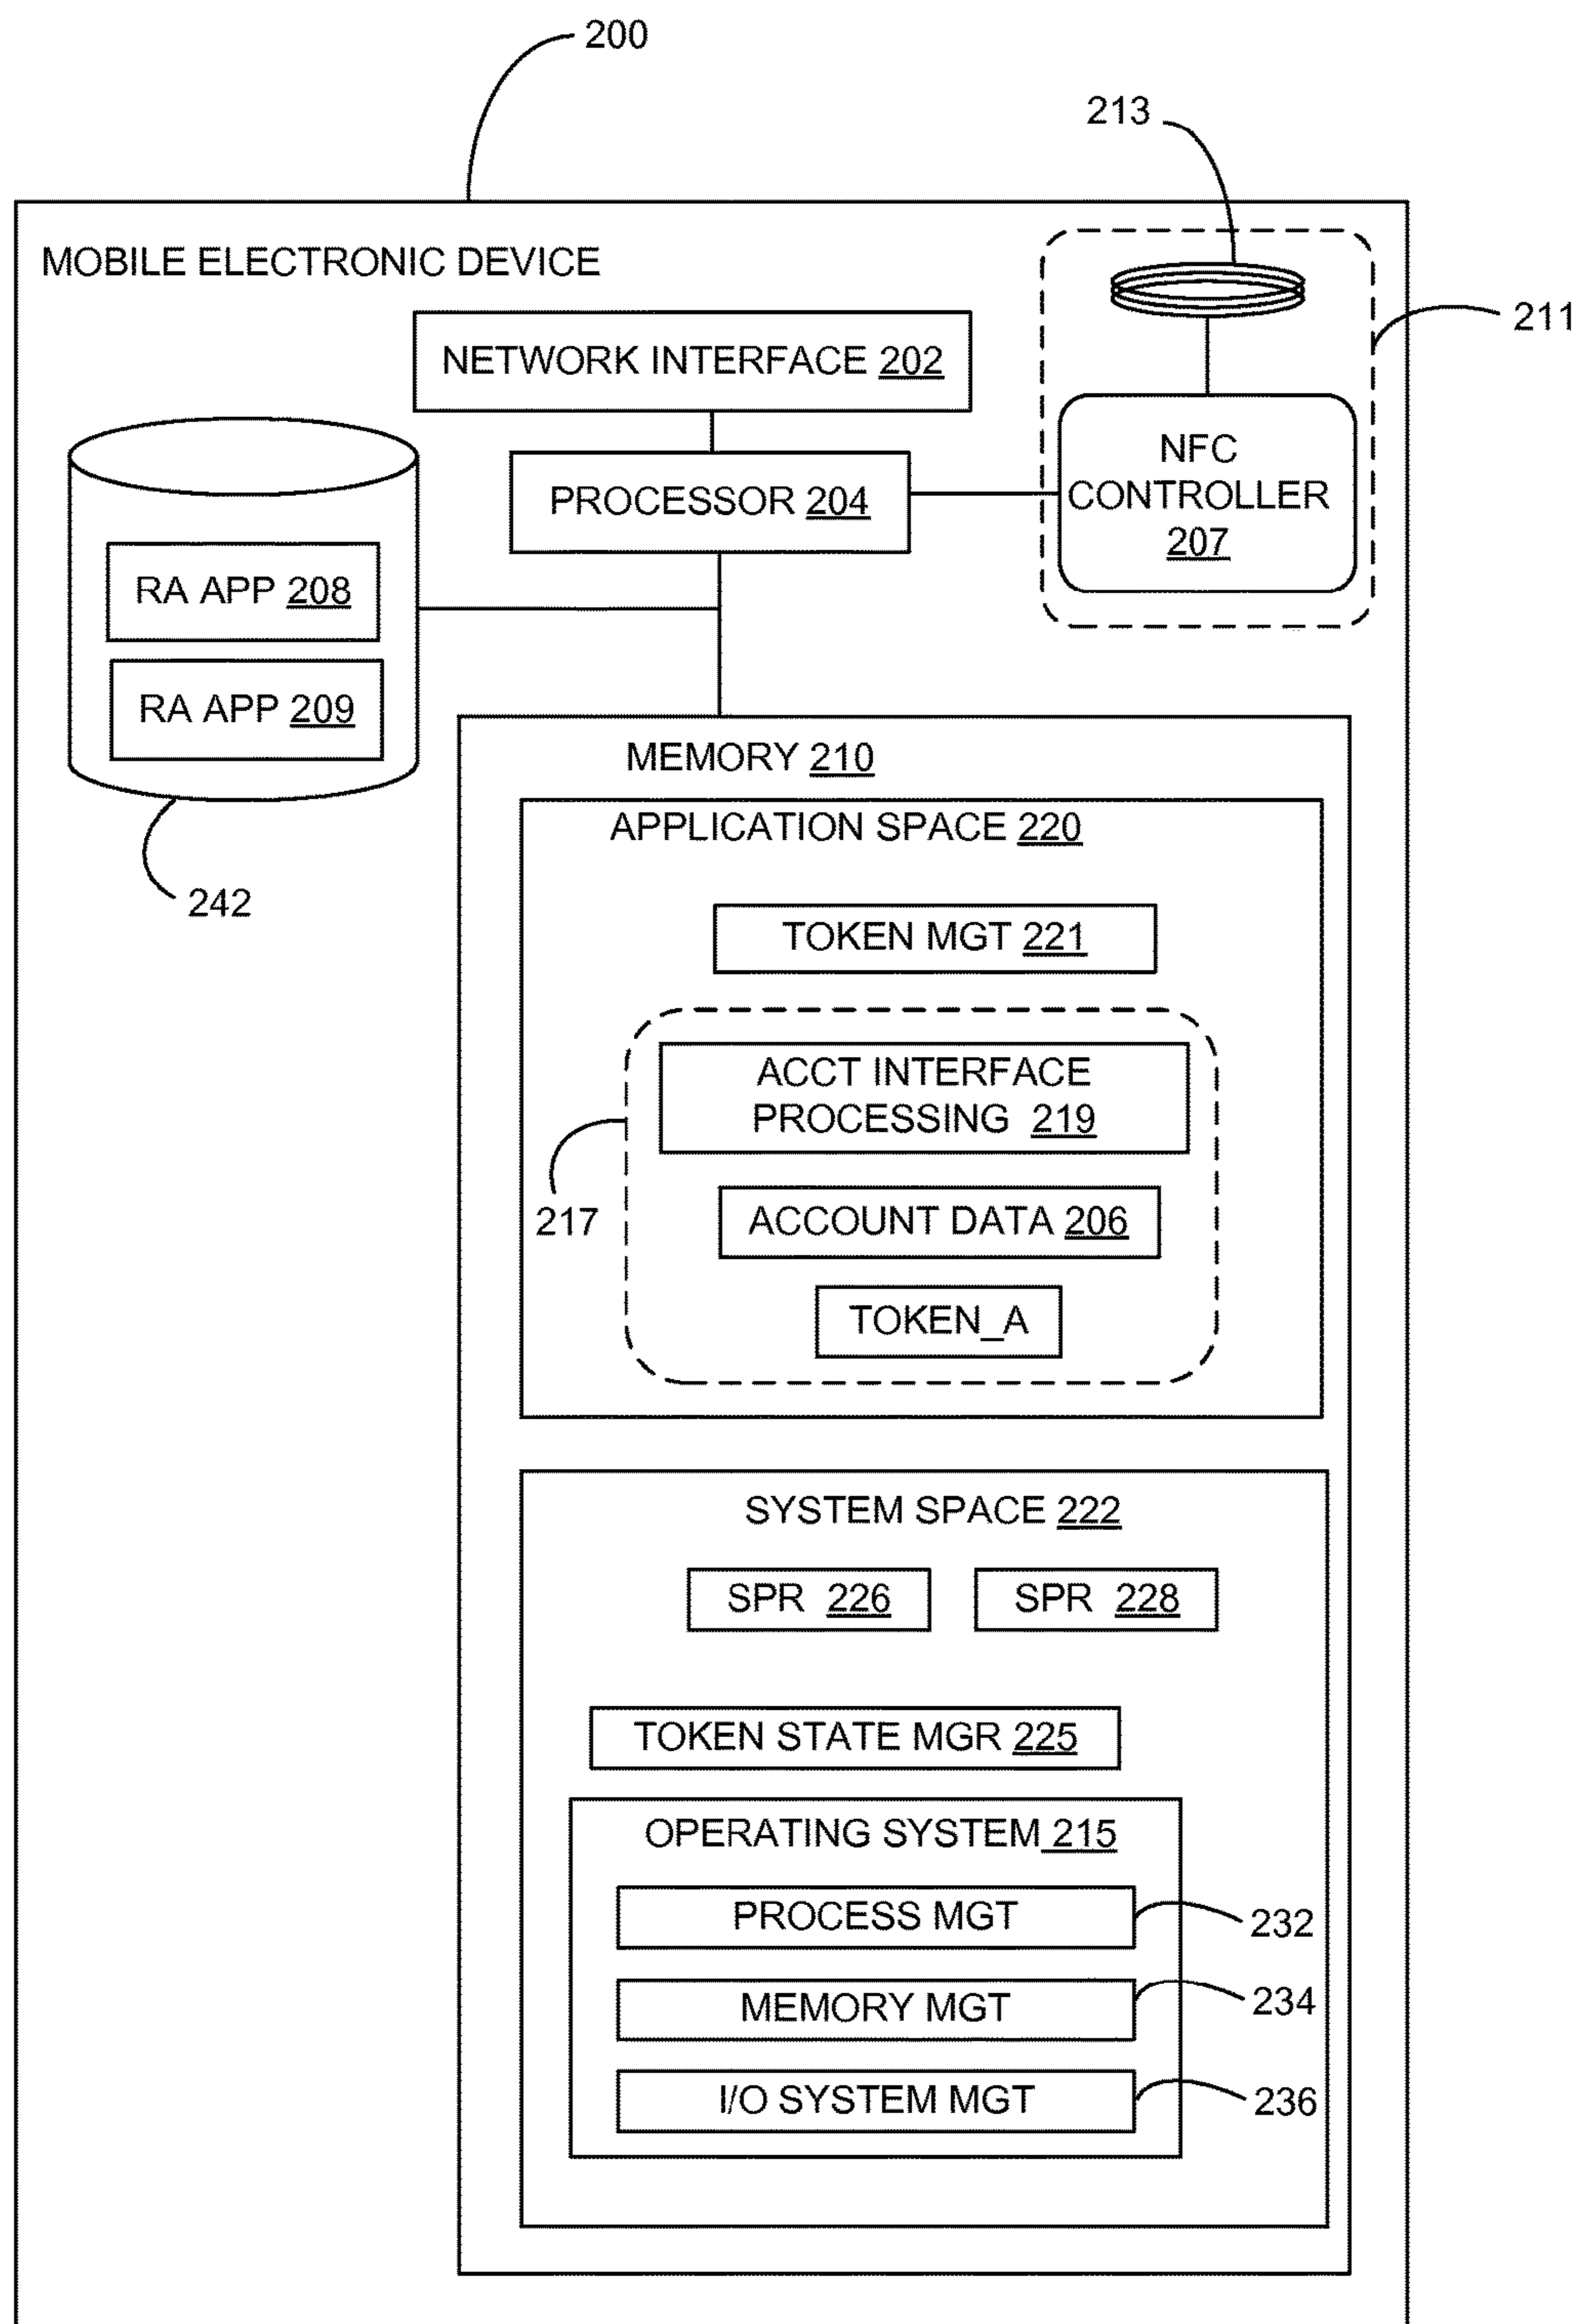 200
213
MOBILE ELECTRONIC DEVICE
211
NETWORK INTERFACE 202
NFC
CONTROLLER
207
PROCESSOR 204
RA APP 208
RA APP 209
242
MEMORY 210
APPLICATION SPACE 220
TOKEN MGT 221
ACCT INTERFACE
PROCESSING 219
217
ACCOUNT DATA 206
TOKEN_A
SYSTEM SPACE 222
SPR 226
SPR 228
TOKEN STATE MGR 225
OPERATING SYSTEM 215
PROCESS MGT
232
MEMORY MGT
234
I/O SYSTEM MGT
236